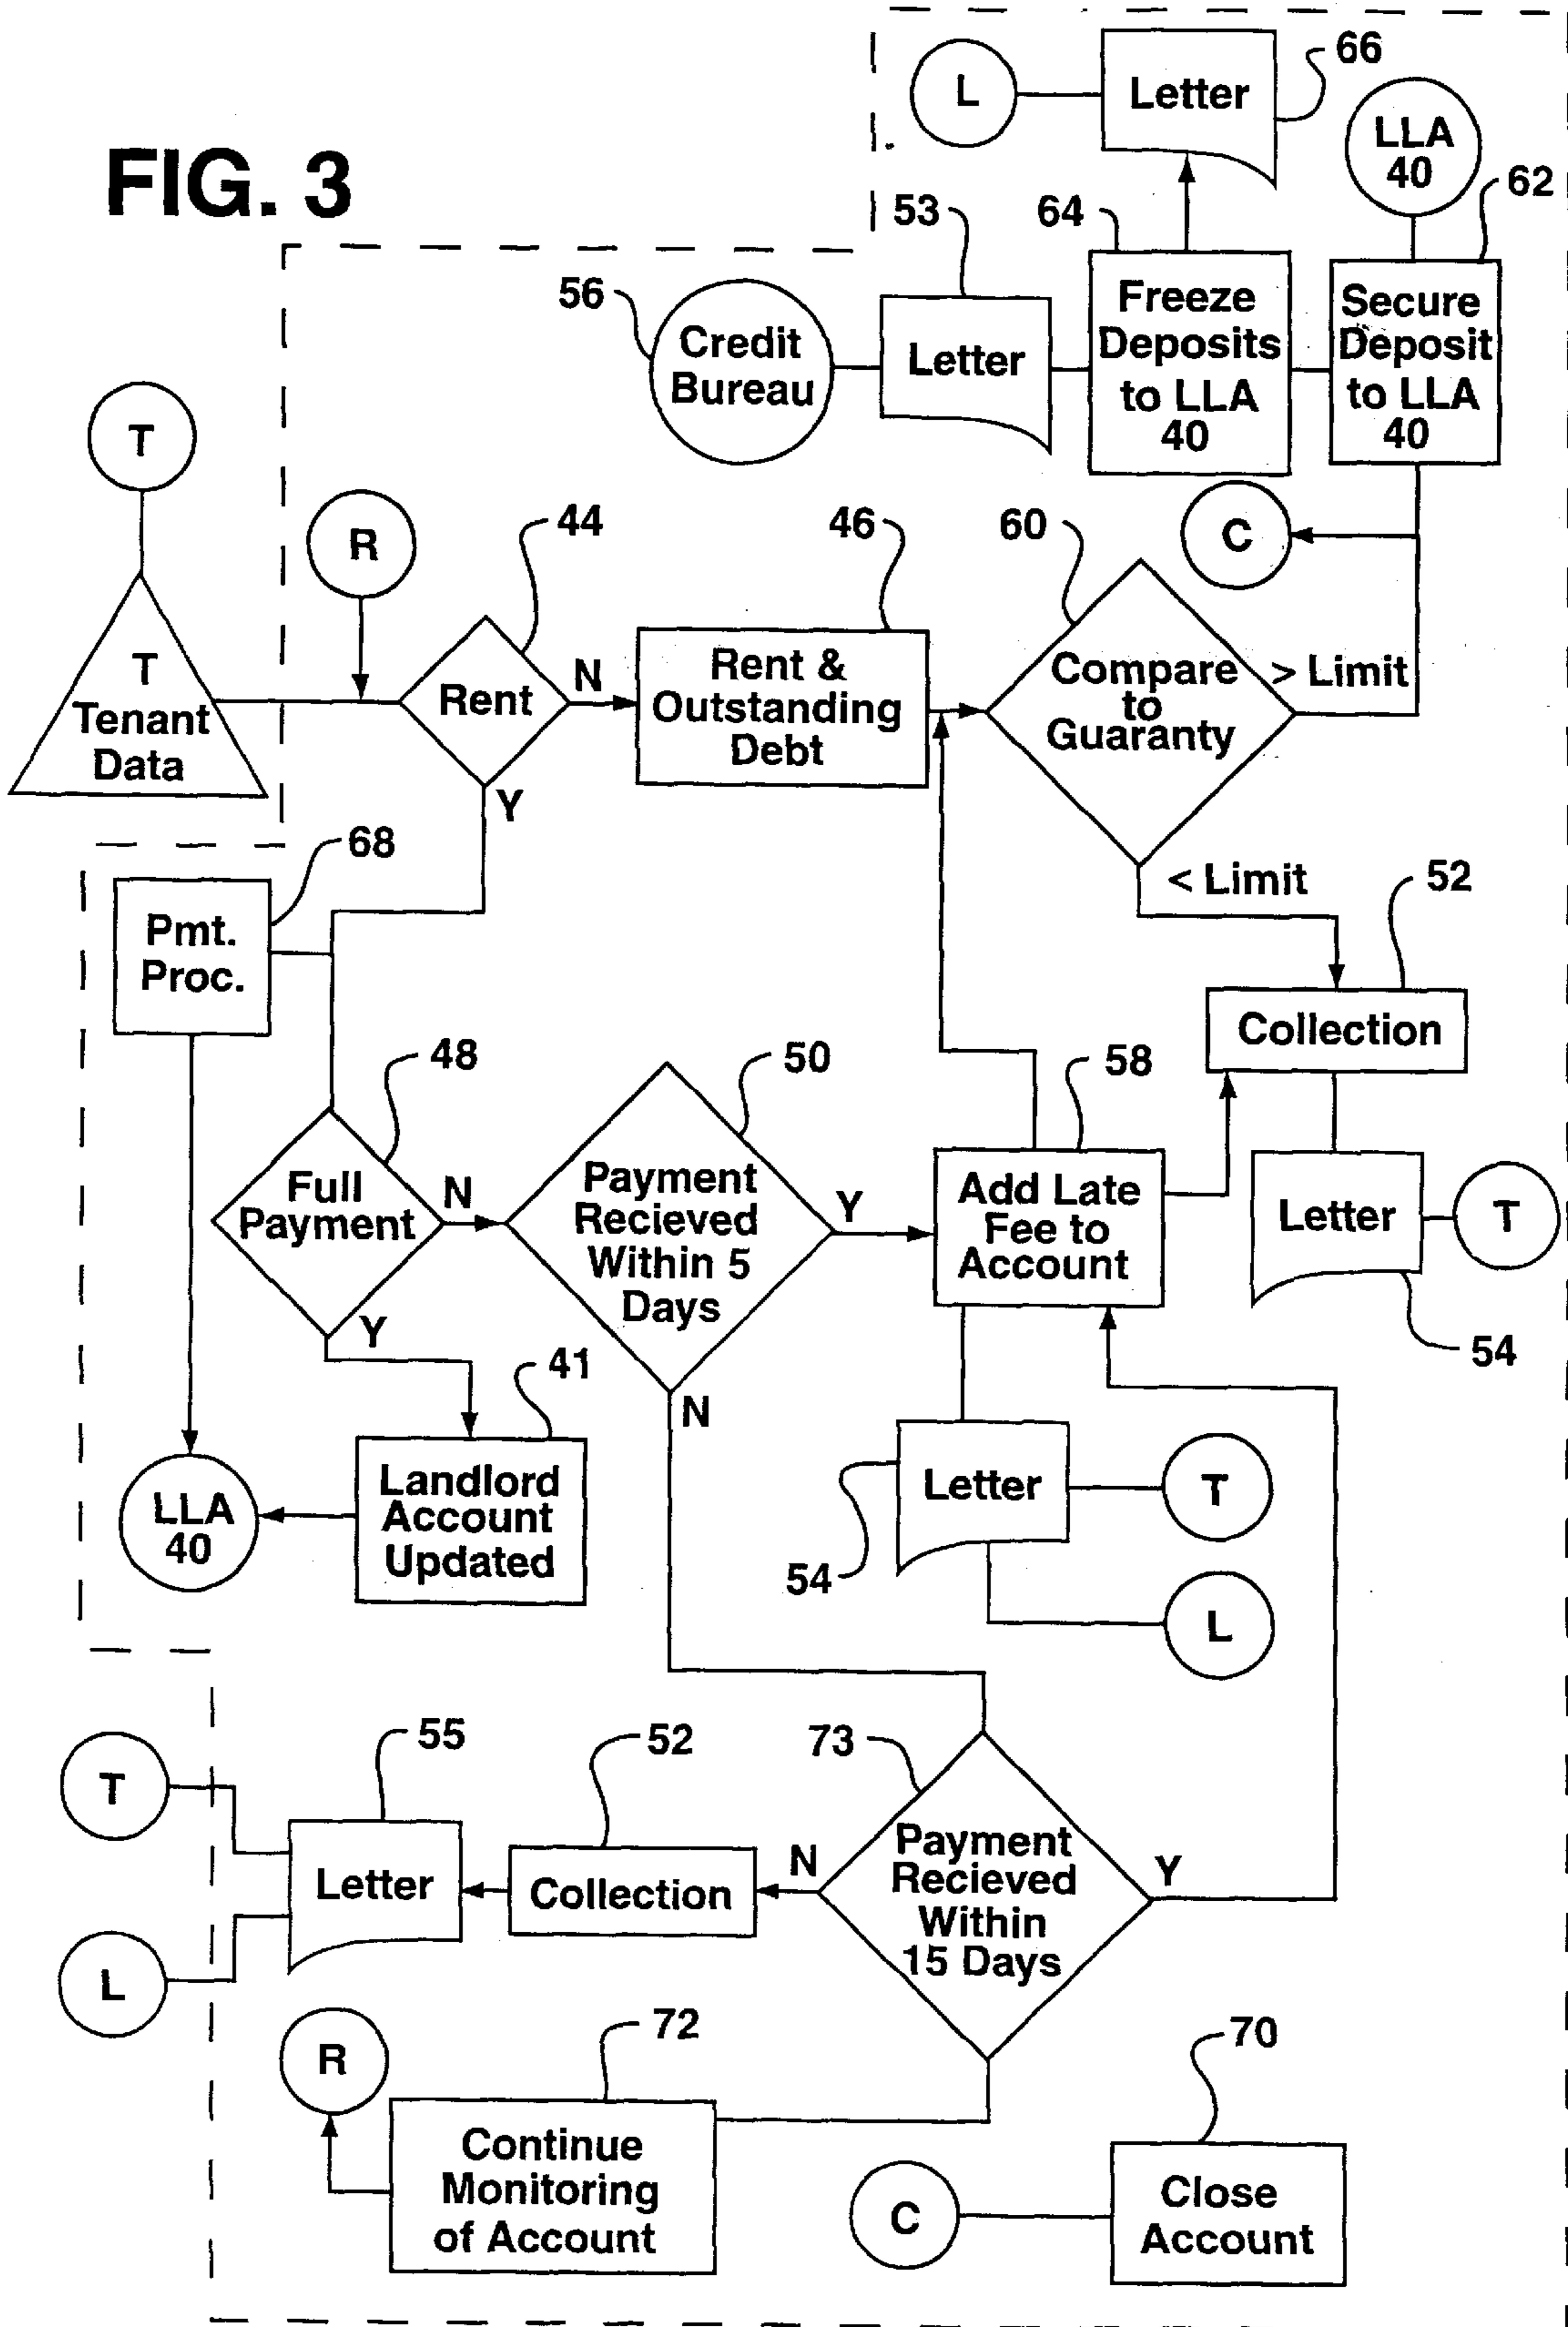 FIG. 3
L
Letter
66
LLA
40
62
53
64
56
Credit
Bureau
Letter
Freeze
Deposits
to LLA
40
Secure
Deposit
to LLA
40
T
R
44
46
60
C
T
Tenant
Data
Rent
N
Y
Rent &
Outstanding
Debt
Compare
to
Guaranty
> Limit
< Limit
68
Pmt.
Proc.
52
Collection
48
50
58
Full
Payment
N
Y
Payment
Recieved
Within 5
Days
Y
N
Add Late
Fee to
Account
Letter
T
54
41
Landlord
Account
Updated
LLA
40
Letter
T
54
L
55
52
73
T
Letter
Collection
N
Payment
Recieved
Within
15 Days
Y
L
R
72
70
Continue
Monitoring
of Account
C
Close
Account